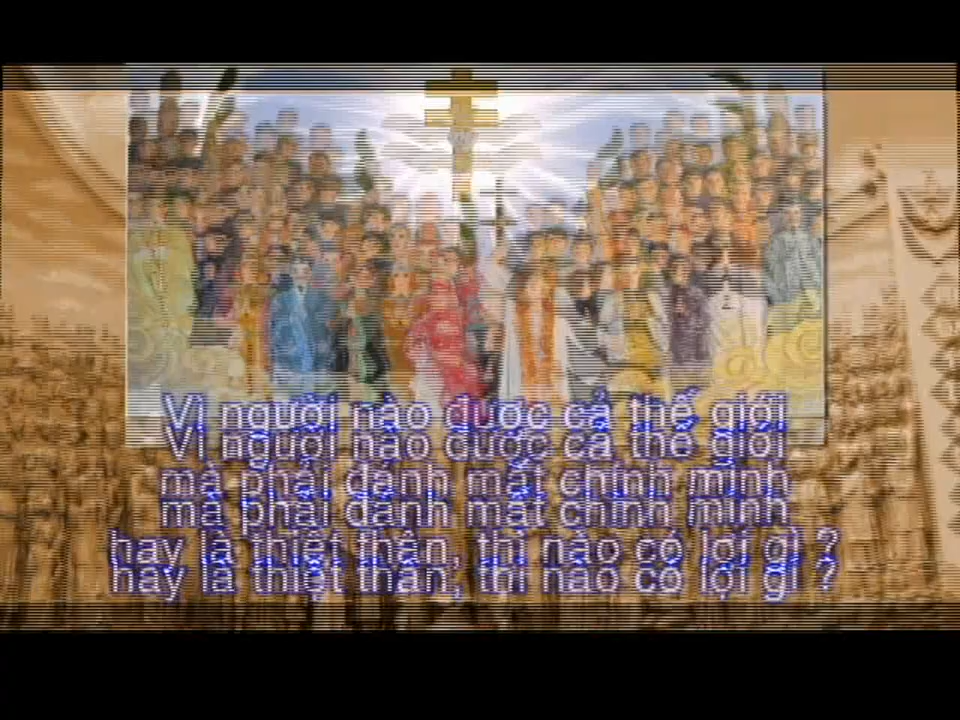 Vì người nào được cả thế giới
mà phải đánh mất chính mình
hay là thiệt thân, thì nào có lợi gì ?